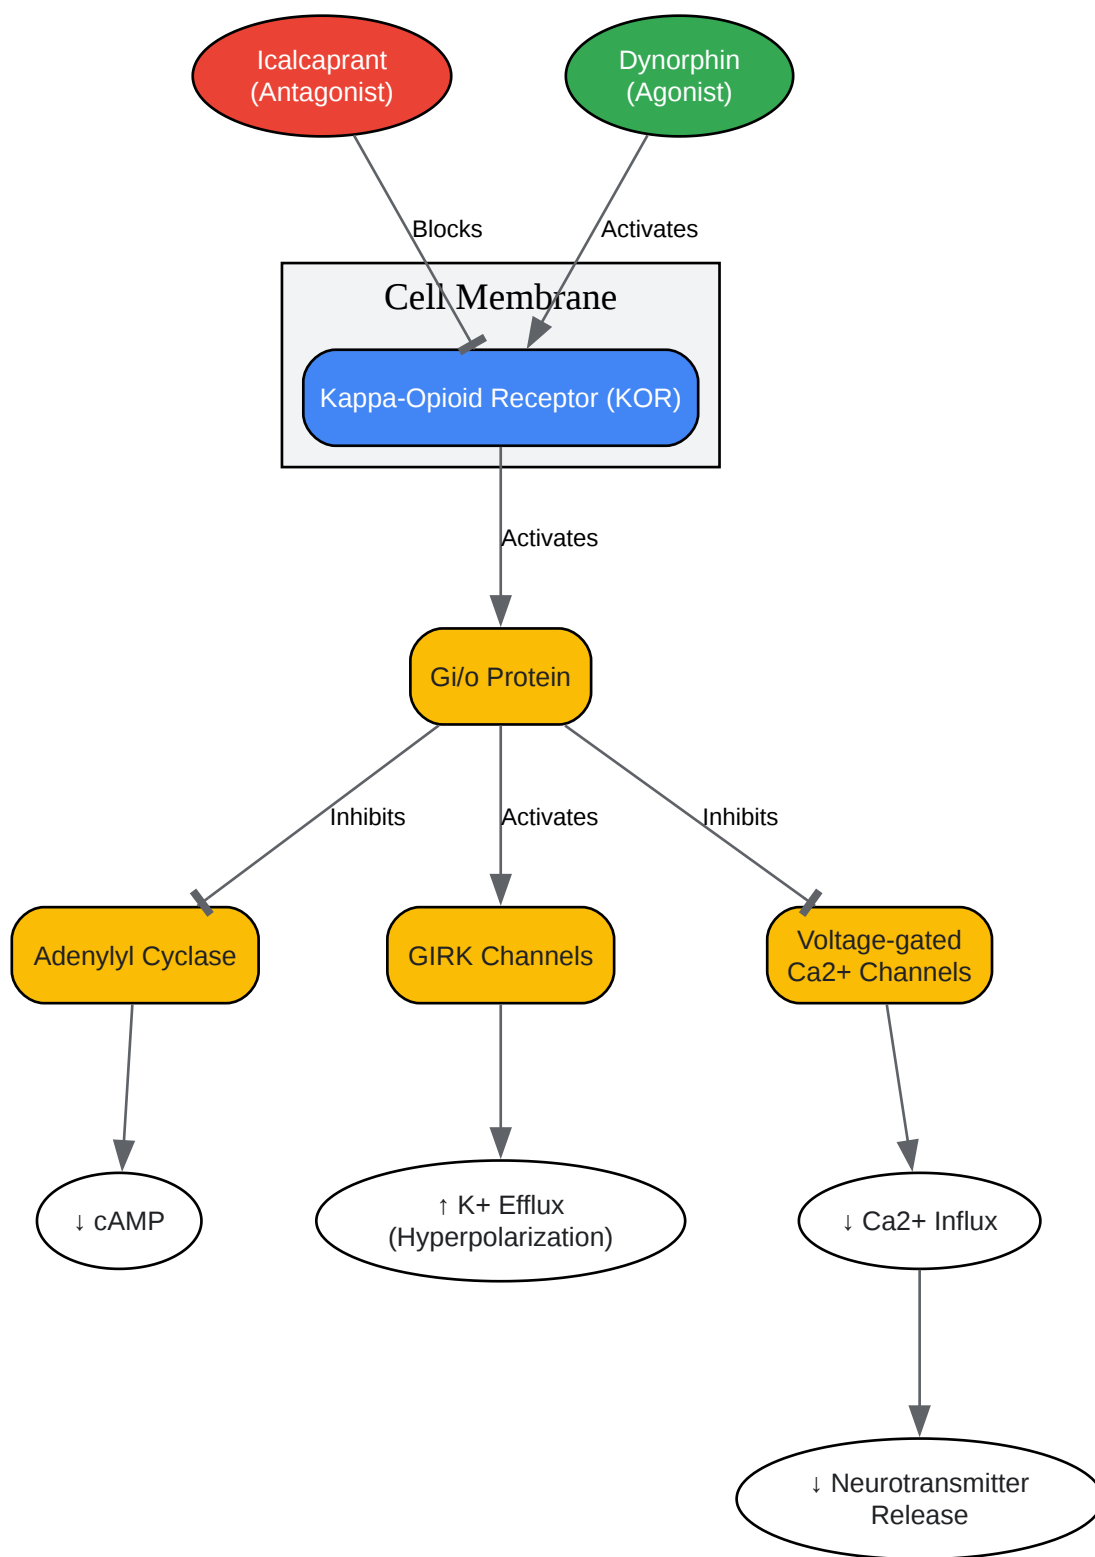 Icalcaprant
(Antagonist)
Dynorphin
(Agonist)
Blocks
Activates
Cell Membrane
Kappa-Opioid Receptor (KOR)
Activates
Gi/o Protein
Inhibits
Activates
Inhibits
Adenylyl Cyclase
GIRK Channels
Voltage-gated
Ca2+ Channels
↓ cAMP
↑ K+ Efflux
(Hyperpolarization)
↓ Ca2+ Influx
↓ Neurotransmitter
Release